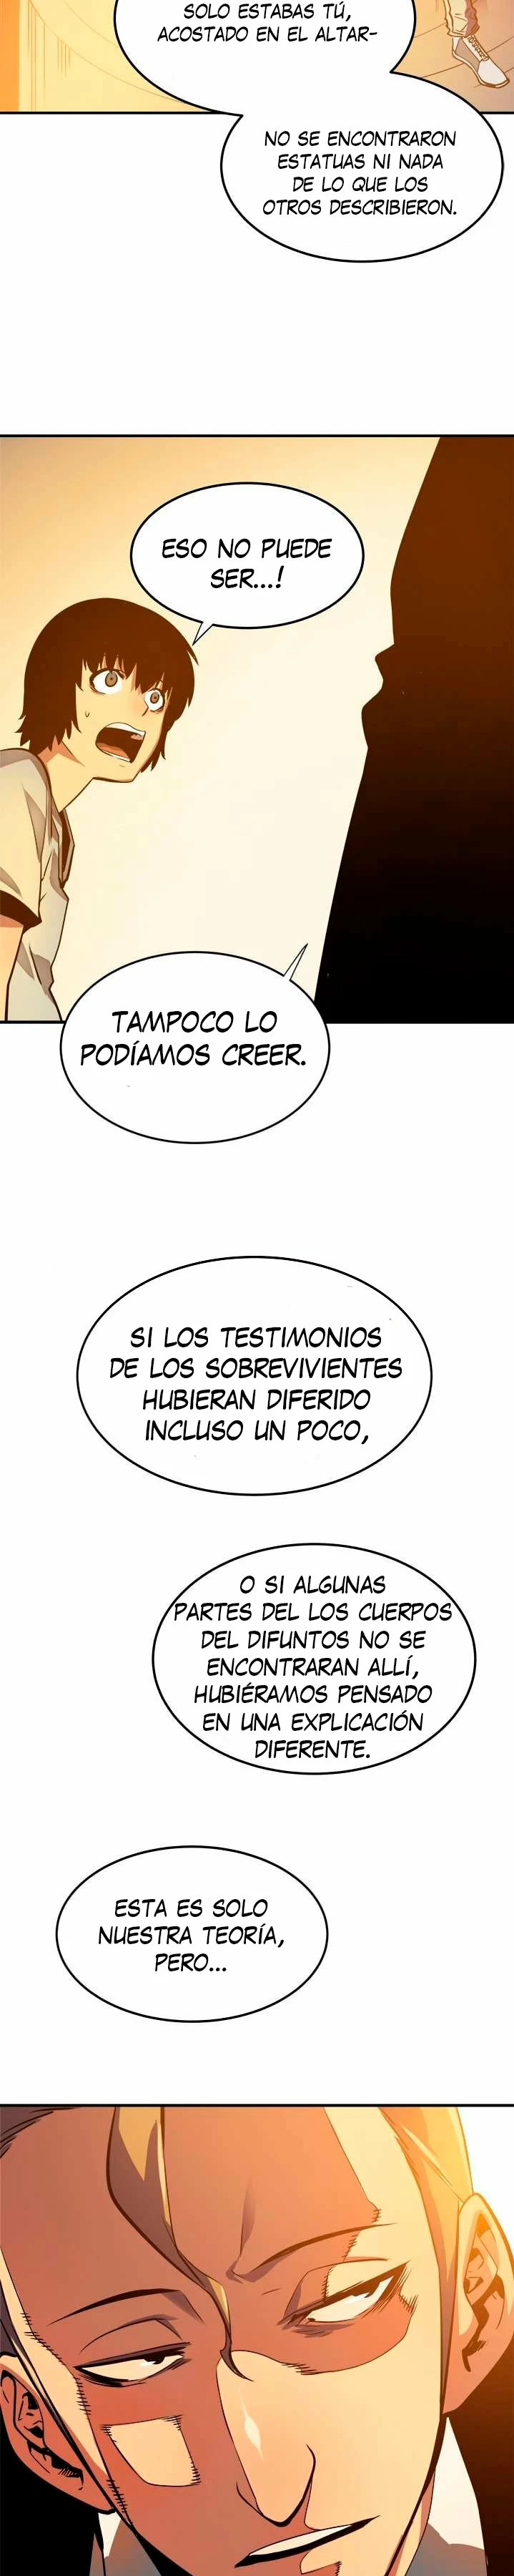 SOLO ESTABAS TÚ,
ACOSTADO EN EL ALTAR-
NO SE ENCONTRARON
ESTATUAS NI NADA
DE LO QUE LOS
OTROS DESCRIBIERON.
ESO NO PUEDE
SER...!
TAMPOCO LO
PODÍAMOS CREER.
SI LOS TESTIMONIOS
DE LOS SOBREVIVIENTES
HUBIERAN DIFERIDO
INCLUSO UN POCO,
O SI ALGUNAS
PARTES DEL LOS CUERPOS
DEL DIFUNTOS NO SE
ENCONTRARAN ALLÍ,
HUBIÉRAMOS PENSADO
EN UNA EXPLICACIÓN
DIFERENTE.
ESTA ES SOLO
NUESTRA TEORÍA,
PERO...